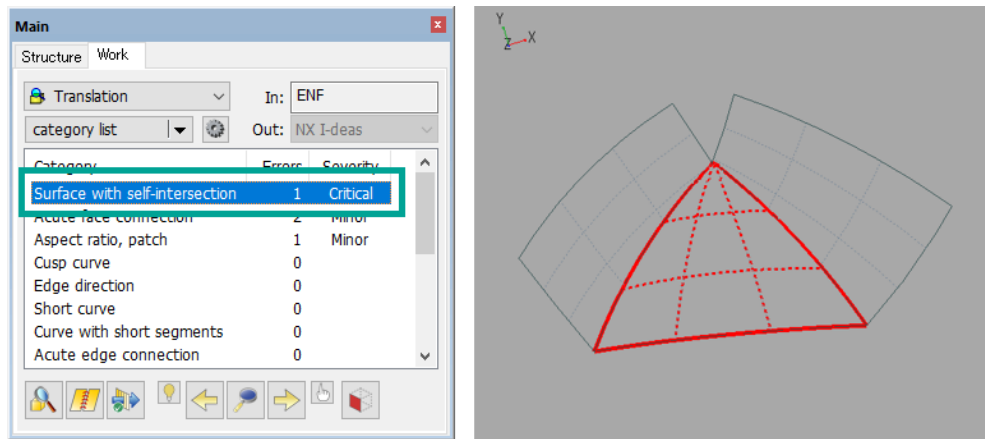 Main
Structure Work
Translation In: ENF
category list Out: NX I-deas
Category Errors Severity
Surface with self-intersection 1 Critical
Acute face connection 2 Minor
Aspect ratio, patch 1 Minor
Cusp curve 0
Edge direction 0
Short curve 0
Curve with short segments 0
Acute edge connection 0
Y
Z X